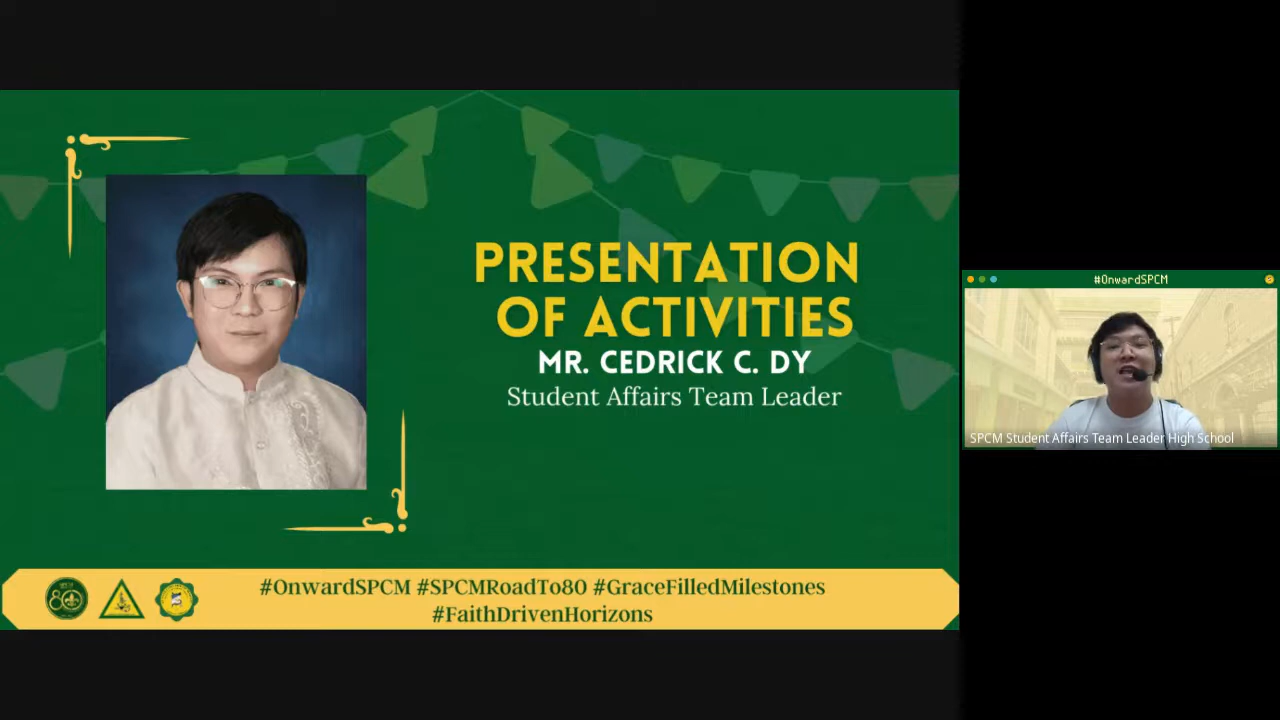 PRESENTATION
OF ACTIVITIES
MR. CEDRICK C. DY
Student Affairs Team Leader
#OnwardSPCM #SPCMRoadTo80 #GraceFilledMilestones
#FaithDrivenHorizons
80
#OnwardSPCM
SPCM Student Affairs Team Leader High School